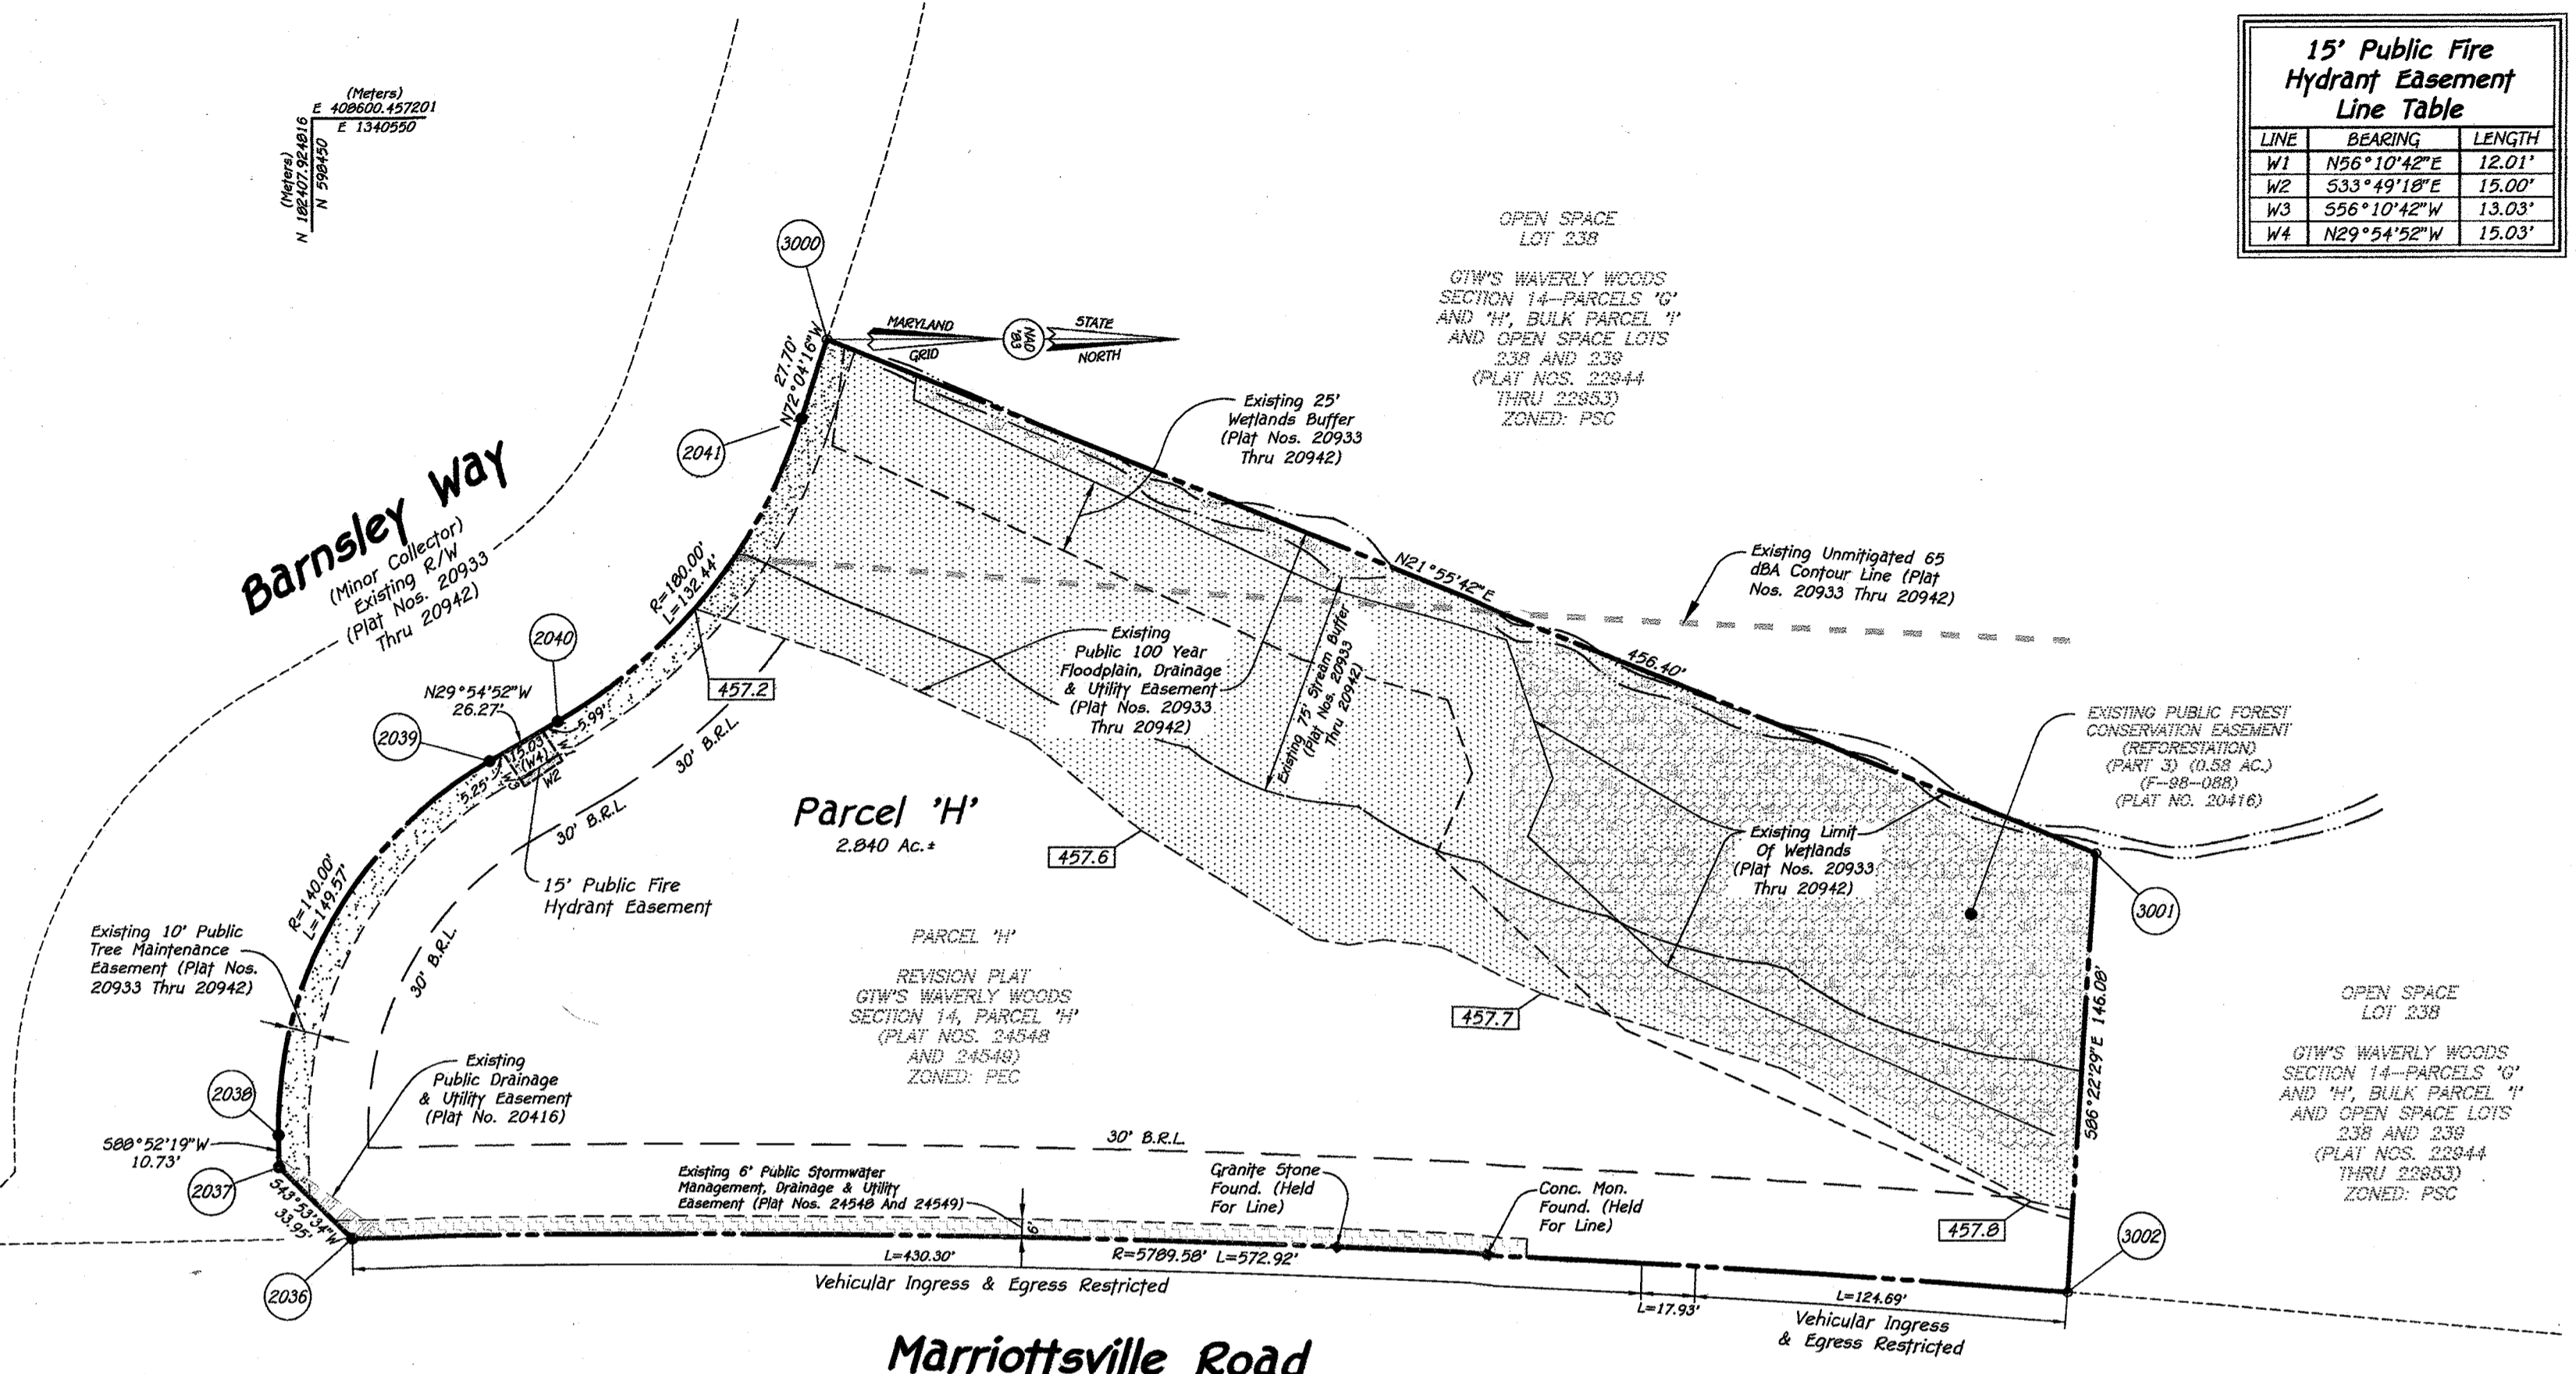 15' Public Fire
Hydrant Easement
Line Table
LINE BEARING LENGTH
W1 N56°10'42"E 12.01'
W2 S33°49'18"E 15.00'
W3 S56°10'42"W 13.03'
W4 N29°54'52"W 15.03'
(Meters)
E 408600.457201
E 1340550
(Meters)
N 182407.924816
N 598450
3000
MARYLAND
GRID
NAD
'83
STATE
NORTH
27.70'
N72°04'16"W
2041
OPEN SPACE
LOT 238
GTW'S WAVERLY WOODS
SECTION 14-PARCELS 'G'
AND 'H', BULK PARCEL 'I'
AND OPEN SPACE LOTS
238 AND 239
(PLAT NOS. 22944
THRU 22953)
ZONED: PSC
Existing 25'
Wetlands Buffer
(Plat Nos. 20933
Thru 20942)
Barnsley Way
(Minor Collector)
Existing R/W
(Plat Nos. 20933
Thru 20942)
R=180.00'
L=132.44'
N21°55'42"E
456.40'
Existing Unmitigated 65
dBA Contour Line (Plat
Nos. 20933 Thru 20942)
2040
N29°54'52"W
26.27'
2039
5.99'
15.03'
(W4)
W2
5.25'
457.2
Existing
Public 100 Year
Floodplain, Drainage
& Utility Easement
(Plat Nos. 20933
Thru 20942)
Existing 75' Stream Buffer
(Plat Nos. 20933
Thru 20942)
30' B.R.L.
30' B.R.L.
30' B.R.L.
Parcel 'H'
2.840 Ac.±
457.6
EXISTING PUBLIC FOREST
CONSERVATION EASEMENT
(REFORESTATION)
(PART 3) (0.58 AC.)
(F-98-088)
(PLAT NO. 20416)
Existing Limit
Of Wetlands
(Plat Nos. 20933
Thru 20942)
3001
R=140.00'
L=149.57'
15' Public Fire
Hydrant Easement
Existing 10' Public
Tree Maintenance
Easement (Plat Nos.
20933 Thru 20942)
PARCEL 'H'
REVISION PLAT
GTW'S WAVERLY WOODS
SECTION 14, PARCEL 'H'
(PLAT NOS. 24548
AND 24549)
ZONED: PEC
457.7
S86°22'29"E 146.08'
OPEN SPACE
LOT 238
GTW'S WAVERLY WOODS
SECTION 14-PARCELS 'G'
AND 'H', BULK PARCEL 'I'
AND OPEN SPACE LOTS
238 AND 239
(PLAT NOS. 22944
THRU 22953)
ZONED: PSC
Existing
Public Drainage
& Utility Easement
(Plat No. 20416)
2038
S88°52'19"W
10.73'
2037
S43°53'34"W
33.95'
2036
30' B.R.L.
Existing 6' Public Stormwater
Management, Drainage & Utility
Easement (Plat Nos. 24548 And 24549)
6'
Granite Stone
Found. (Held
For Line)
Conc. Mon.
Found. (Held
For Line)
457.8
3002
L=430.30'
R=5789.58' L=572.92'
Vehicular Ingress & Egress Restricted
L=17.93'
L=124.69'
Vehicular Ingress
& Egress Restricted
Marriottsville Road